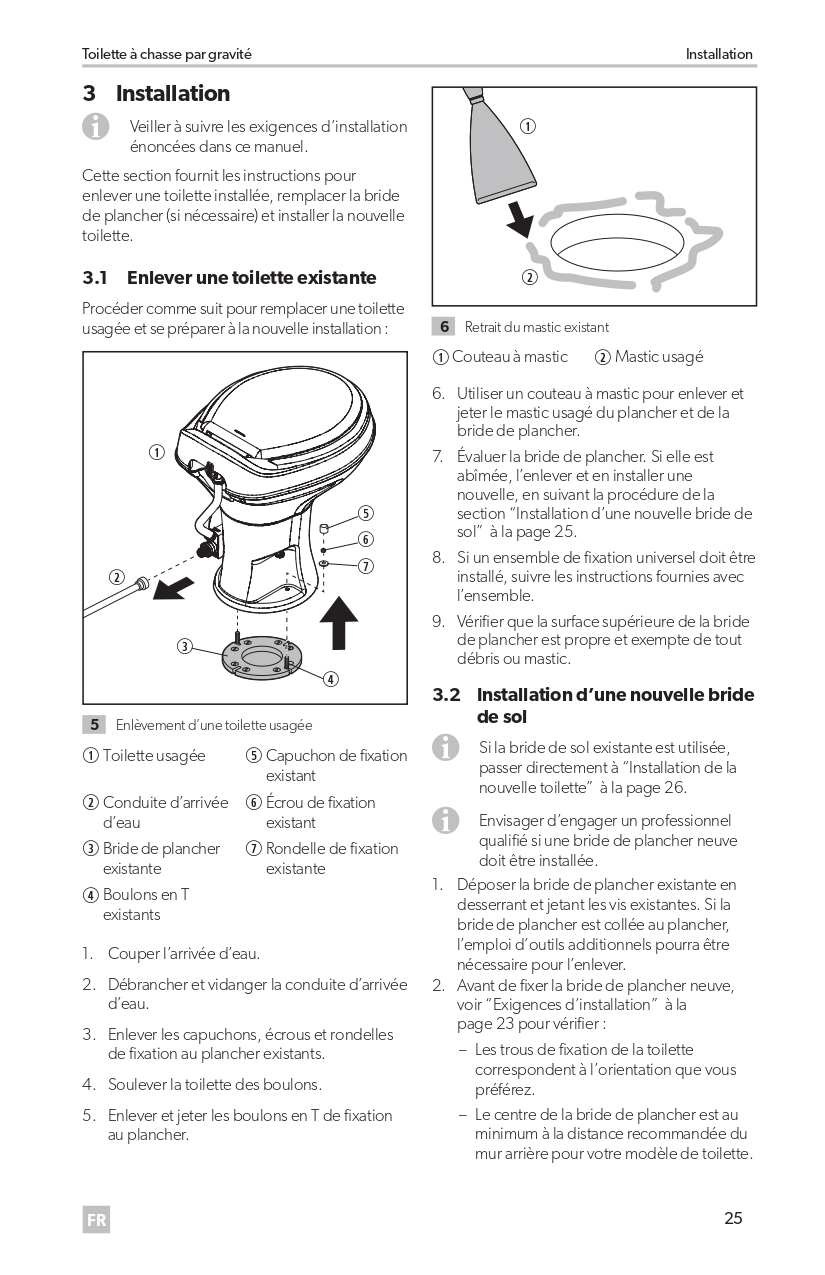 Toilette à chasse par gravité
Installation
3 Installation
Veiller à suivre les exigences d’installation
énoncées dans ce manuel.
Cette section fournit les instructions pour
enlever une toilette installée, remplacer la bride
de plancher (si nécessaire) et installer la nouvelle
toilette.
3.1 Enlever une toilette existante
Procéder comme suit pour remplacer une toilette
usagée et se préparer à la nouvelle installation :
1
2
3
4
5
6
7
5 Enlèvement d’une toilette usagée
1 Toilette usagée
2 Conduite d’arrivée
d’eau
3 Bride de plancher
existante
4 Boulons en T
existants
5 Capuchon de fixation
existant
6 Écrou de fixation
existant
7 Rondelle de fixation
existante
1. Couper l’arrivée d’eau.
2. Débrancher et vidanger la conduite d’arrivée
d’eau.
3. Enlever les capuchons, écrous et rondelles
de fixation au plancher existants.
4. Soulever la toilette des boulons.
5. Enlever et jeter les boulons en T de fixation
au plancher.
1
2
6 Retrait du mastic existant
1 Couteau à mastic 2 Mastic usagé
6. Utiliser un couteau à mastic pour enlever et
jeter le mastic usagé du plancher et de la
bride de plancher.
7. Évaluer la bride de plancher. Si elle est
abîmée, l’enlever et en installer une
nouvelle, en suivant la procédure de la
section “Installation d’une nouvelle bride de
sol” à la page 25.
8. Si un ensemble de fixation universel doit être
installé, suivre les instructions fournies avec
l’ensemble.
9. Vérifier que la surface supérieure de la bride
de plancher est propre et exempte de tout
débris ou mastic.
3.2 Installation d’une nouvelle bride
de sol
Si la bride de sol existante est utilisée,
passer directement à “Installation de la
nouvelle toilette” à la page 26.
Envisager d’engager un professionnel
qualifié si une bride de plancher neuve
doit être installée.
1. Déposer la bride de plancher existante en
desserrant et jetant les vis existantes. Si la
bride de plancher est collée au plancher,
l’emploi d’outils additionnels pourra être
nécessaire pour l’enlever.
2. Avant de fixer la bride de plancher neuve,
voir “Exigences d’installation” à la
page 23 pour vérifier :
– Les trous de fixation de la toilette
correspondent à l’orientation que vous
préférez.
– Le centre de la bride de plancher est au
minimum à la distance recommandée du
mur arrière pour votre modèle de toilette.
FR
25